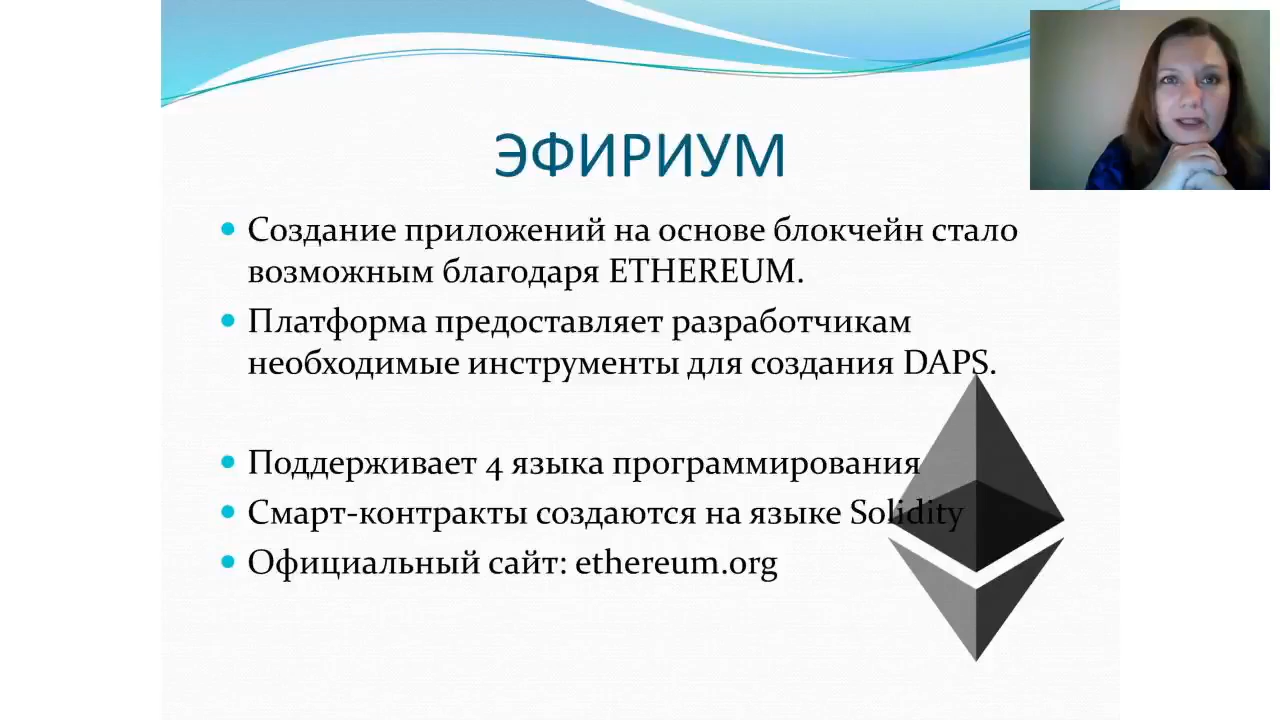 ЭФИРИУМ
• Создание приложений на основе блокчейн стало
возможным благодаря ETHEREUM.
• Платформа предоставляет разработчикам
необходимые инструменты для создания DAPS.
• Поддерживает 4 языка программирования
• Смарт-контракты создаются на языке Solidity
• Официальный сайт: ethereum.org